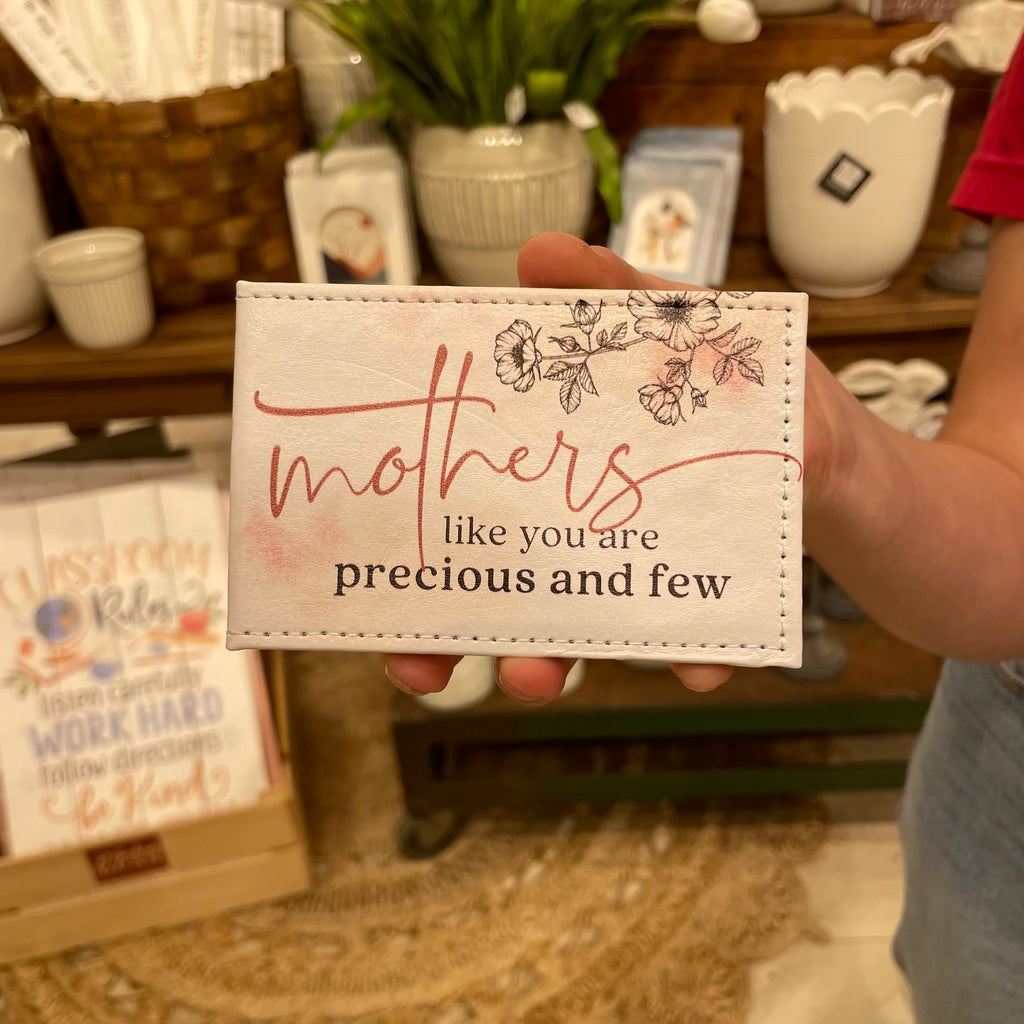 mothers
like you are
precious and few
CLASSROOM
Rules
listen carefully
WORK HARD
follow directions
be Kind